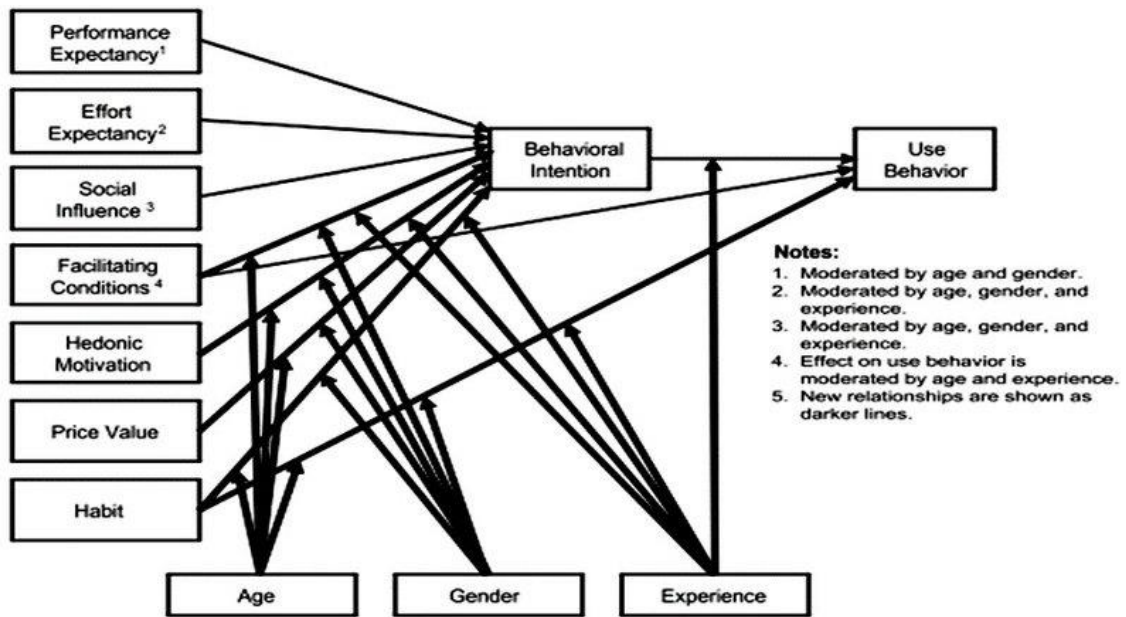 Performance
Expectancy1
Effort
Expectancy2
Social
Influence 3
Facilitating
Conditions 4
Hedonic
Motivation
Price Value
Habit
Behavioral
Intention
Use
Behavior
Notes:
1. Moderated by age and gender.
2. Moderated by age, gender, and
experience.
3. Moderated by age, gender, and
experience.
4. Effect on use behavior is
moderated by age and experience.
5. New relationships are shown as
darker lines.
Age
Gender
Experience